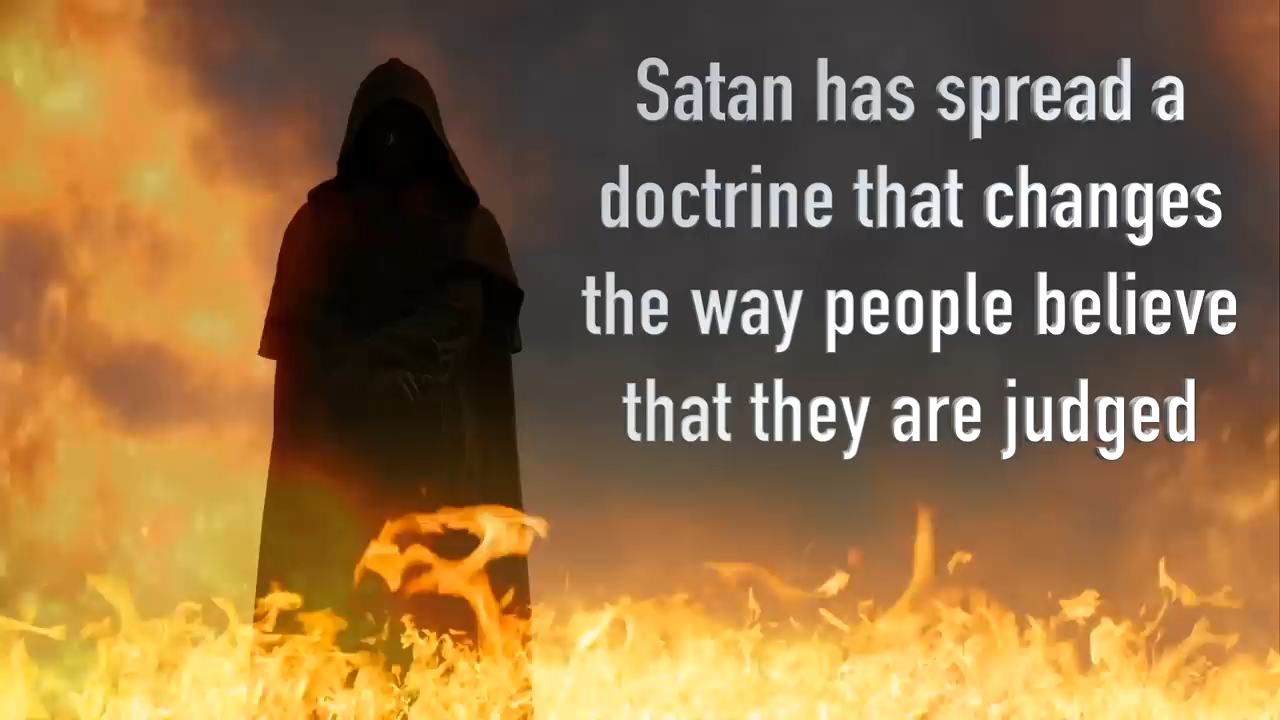 Satan has spread a
doctrine that changes
the way people believe
that they are judged